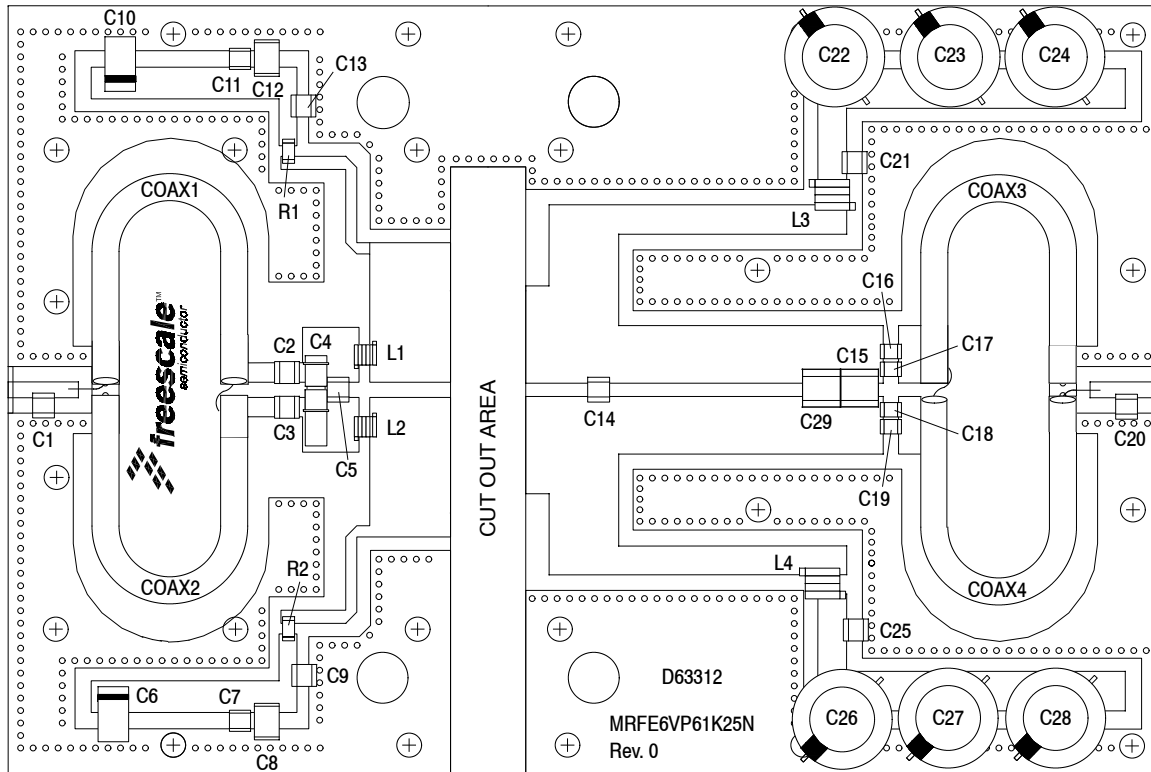 C10
C11
C12
C13
R1
COAX1
COAX2
freescale™
semiconductor
C1
C2
C3
C4
C5
L1
L2
R2
C6
C7
C8
C9
CUT OUT AREA
C22
C23
C24
C21
L3
COAX3
C16
C17
C15
C14
C29
C18
C19
C20
COAX4
L4
C25
C26
C27
C28
D63312
MRFE6VP61K25N
Rev. 0